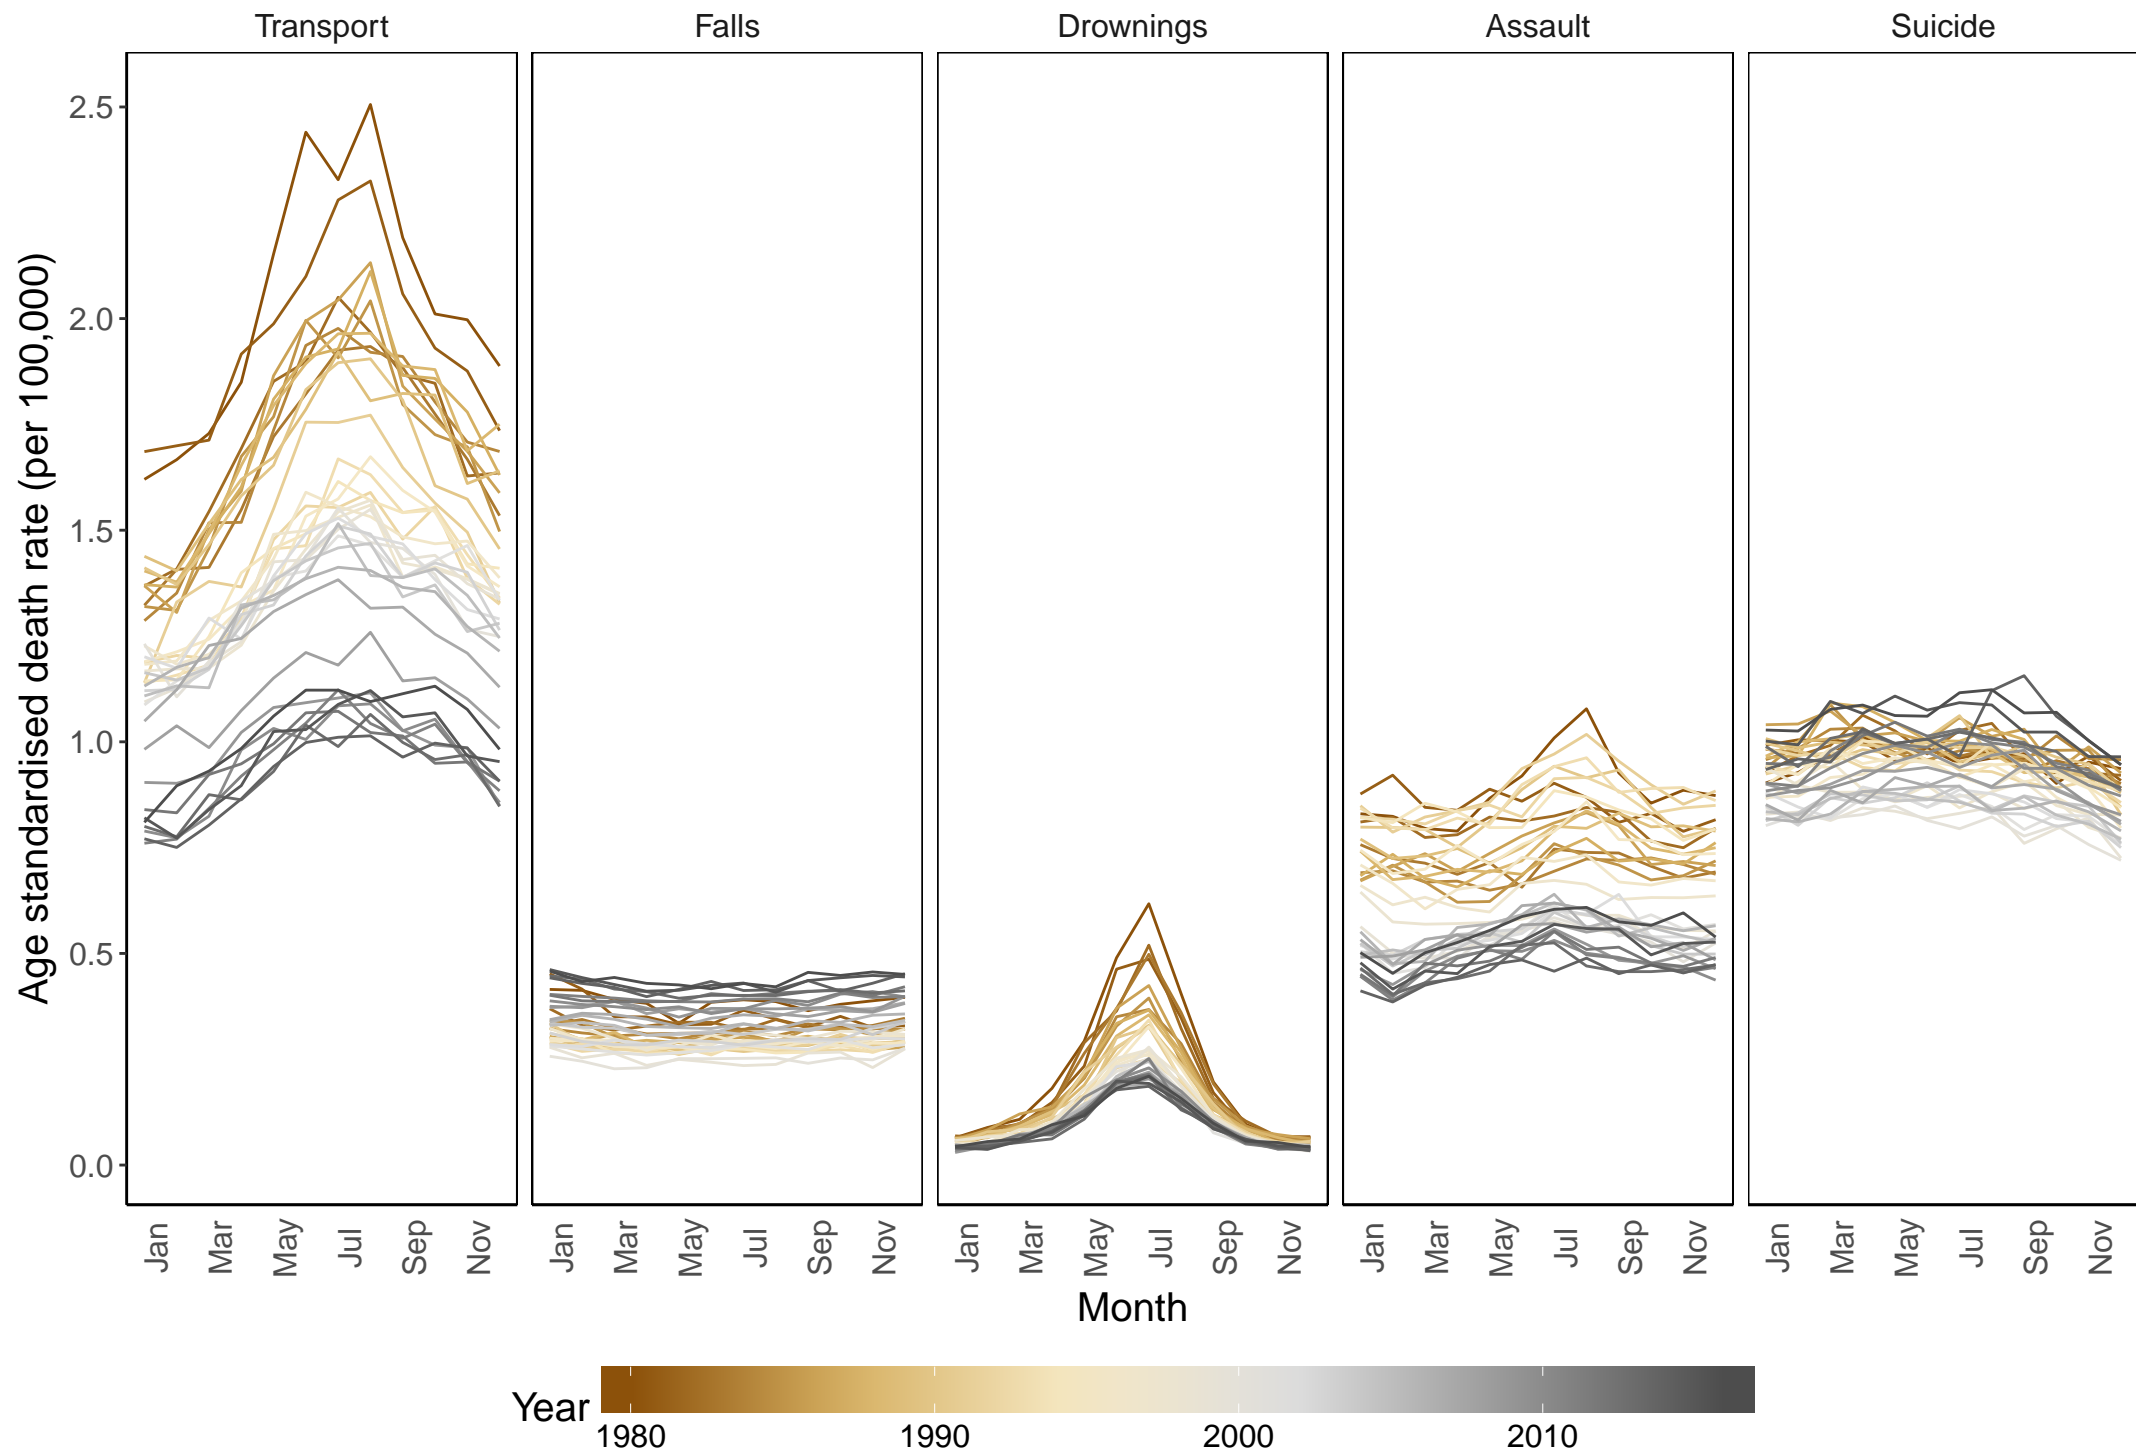 Transport Falls Drownings Assault Suicide
Age standardised death rate (per 100,000)
2.5
2.0
1.5
1.0
0.5
0.0
Jan Mar May Jul Sep Nov Jan Mar May Jul Sep Nov Jan Mar May Jul Sep Nov Jan Mar May Jul Sep Nov Jan Mar May Jul Sep Nov
Month
Year
1980 1990 2000 2010